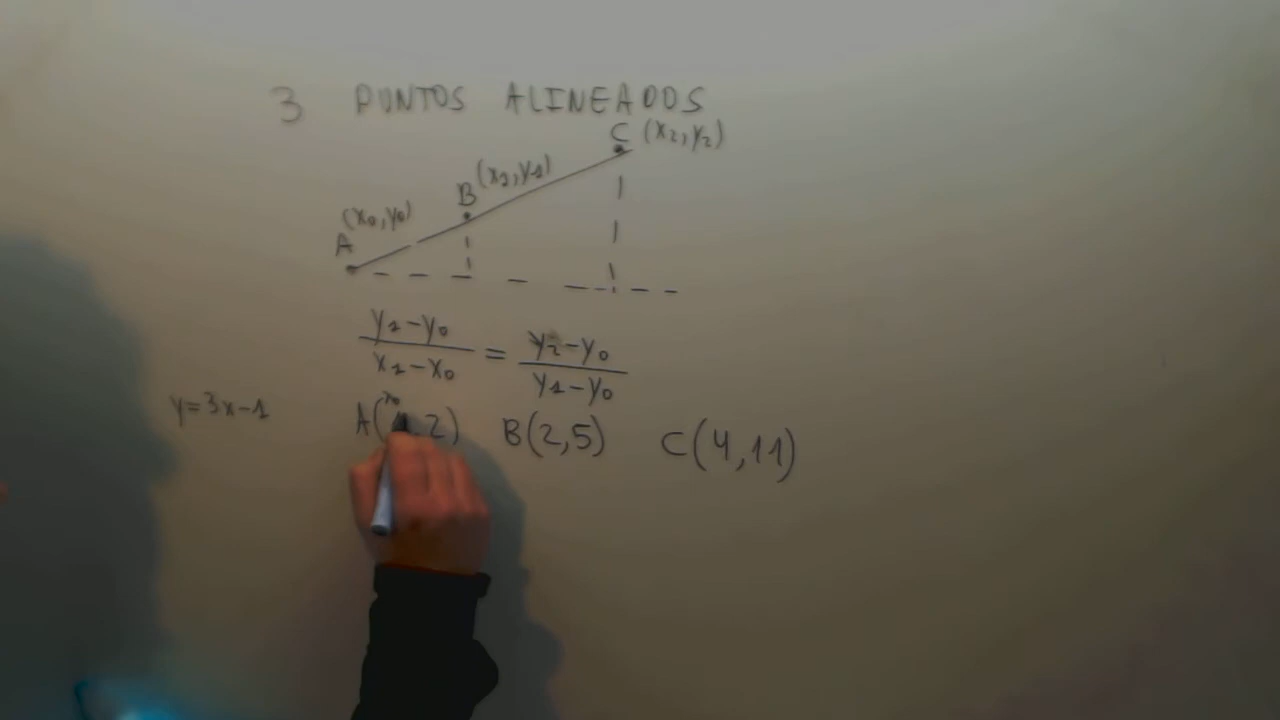 3 PUNTOS ALINEADOS
C (x₂,y₂)
B (x₁,y₁)
(x₀,y₀)
A
y₁-y₀ / x₁-x₀ = y₂-y₀ / y₁-y₀
y=3x-1
x₀
A( ,2) B(2,5) C(4,11)